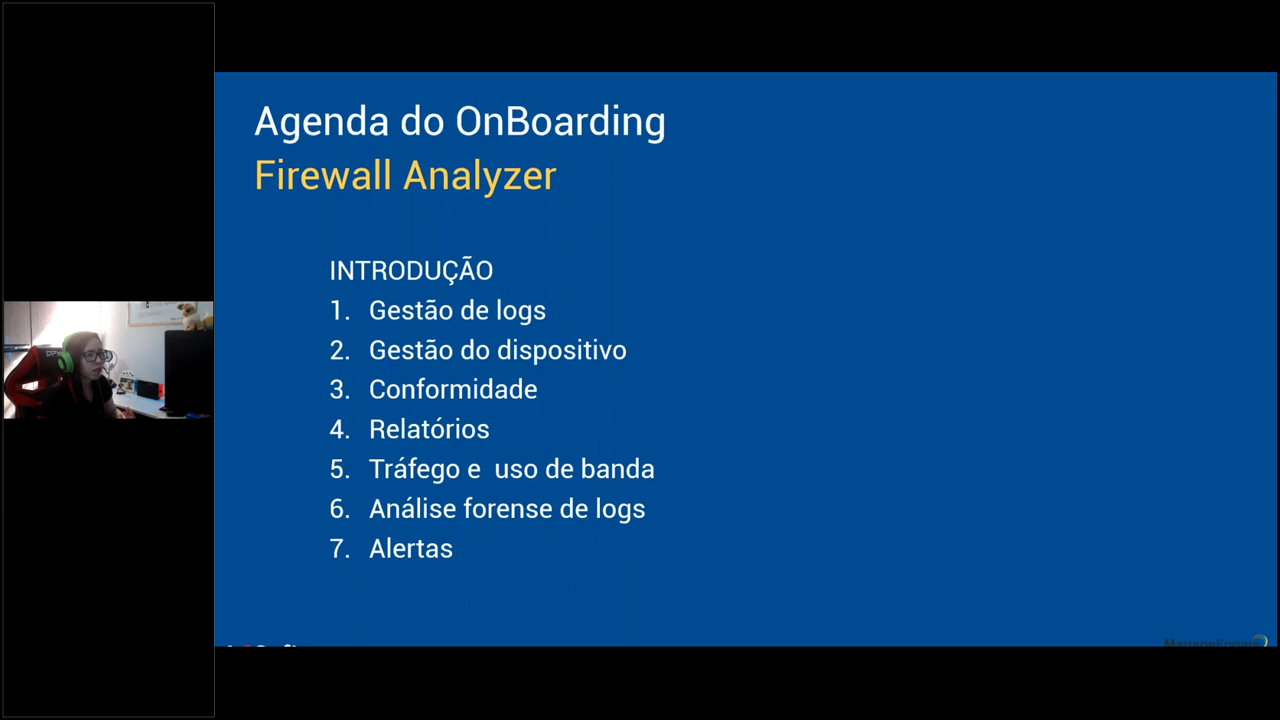 Agenda do OnBoarding
Firewall Analyzer
INTRODUÇÃO
1. Gestão de logs
2. Gestão do dispositivo
3. Conformidade
4. Relatórios
5. Tráfego e uso de banda
6. Análise forense de logs
7. Alertas
ManageEngine